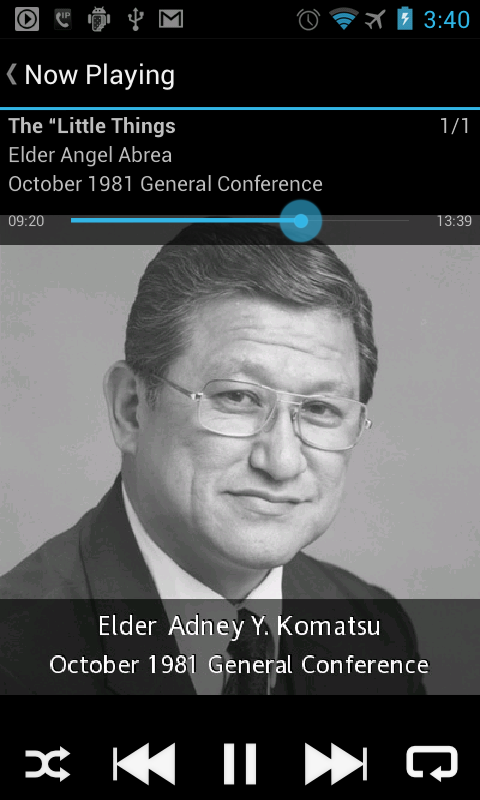 3:40
Now Playing
The “Little Things
1/1
Elder Angel Abrea
October 1981 General Conference
09:20
13:39
Elder Adney Y. Komatsu
October 1981 General Conference